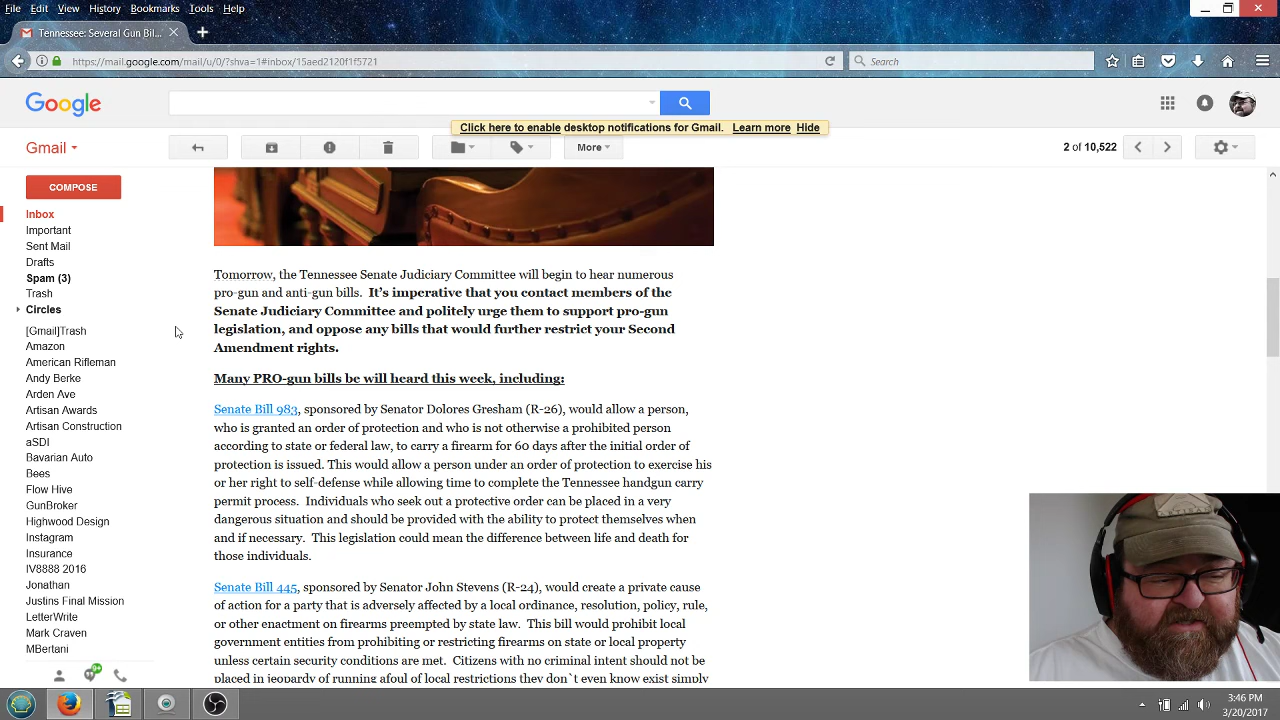 File Edit View History Bookmarks Tools Help
Tennessee: Several Gun Bil...
https://mail.google.com/mail/u/0/?shva=1#inbox/15aed2120f1f5721
Search
Google
Click here to enable desktop notifications for Gmail. Learn more Hide
Gmail
More
2 of 10,522
COMPOSE
Inbox
Important
Sent Mail
Drafts
Spam (3)
Trash
Circles
[Gmail]Trash
Amazon
American Rifleman
Andy Berke
Arden Ave
Artisan Awards
Artisan Construction
aSDI
Bavarian Auto
Bees
Flow Hive
GunBroker
Highwood Design
Instagram
Insurance
IV8888 2016
Jonathan
Justins Final Mission
LetterWrite
Mark Craven
MBertani
9+
Tomorrow, the Tennessee Senate Judiciary Committee will begin to hear numerous
pro-gun and anti-gun bills. It's imperative that you contact members of the
Senate Judiciary Committee and politely urge them to support pro-gun
legislation, and oppose any bills that would further restrict your Second
Amendment rights.
Many PRO-gun bills be will heard this week, including:
Senate Bill 983, sponsored by Senator Dolores Gresham (R-26), would allow a person,
who is granted an order of protection and who is not otherwise a prohibited person
according to state or federal law, to carry a firearm for 60 days after the initial order of
protection is issued. This would allow a person under an order of protection to exercise his
or her right to self-defense while allowing time to complete the Tennessee handgun carry
permit process. Individuals who seek out a protective order can be placed in a very
dangerous situation and should be provided with the ability to protect themselves when
and if necessary. This legislation could mean the difference between life and death for
those individuals.
Senate Bill 445, sponsored by Senator John Stevens (R-24), would create a private cause
of action for a party that is adversely affected by a local ordinance, resolution, policy, rule,
or other enactment on firearms preempted by state law. This bill would prohibit local
government entities from prohibiting or restricting firearms on state or local property
unless certain security conditions are met. Citizens with no criminal intent should not be
placed in jeopardy of running afoul of local restrictions they don`t even know exist simply
3:46 PM
3/20/2017